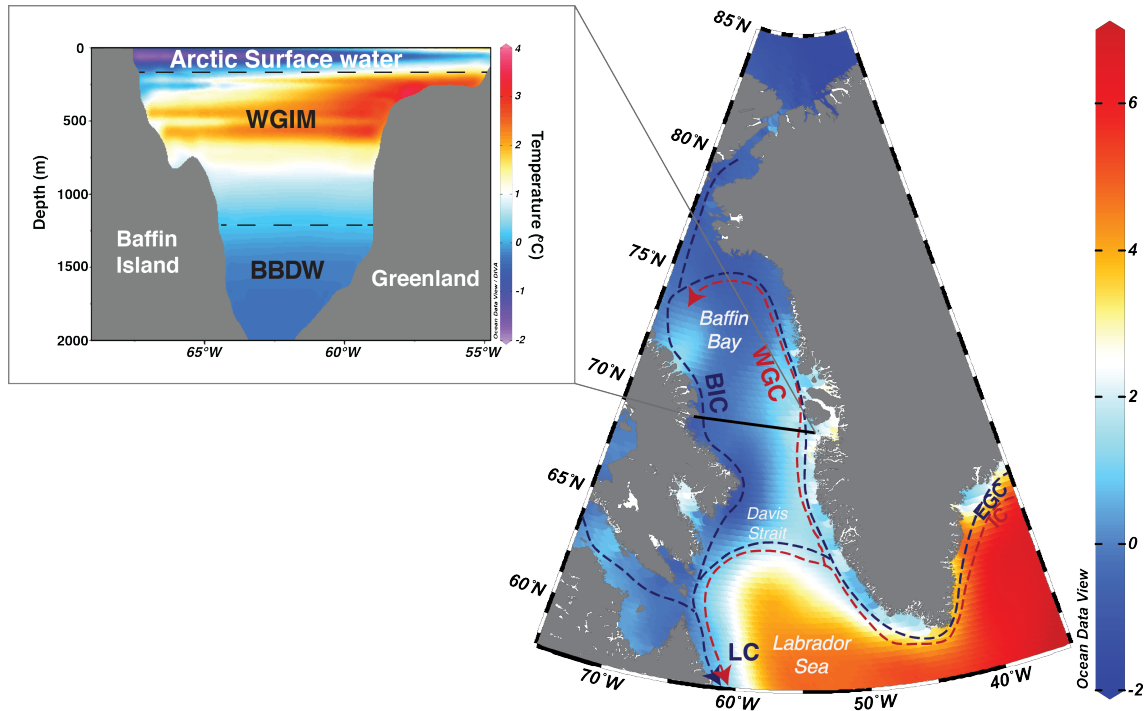 0
500
1000
1500
2000
Depth (m)
65˚W
60˚W
55˚W
Arctic Surface water
WGIM
BBDW
Baffin
Island
Greenland
Ocean Data View / DIVA
4
3
2
1
0
-1
-2
Temperature (ºC)
85˚N
80˚N
75˚N
70˚N
65˚N
60˚N
70˚W
60˚W
50˚W
40˚W
Baffin
Bay
WGC
BIC
Davis
Strait
EGC
IC
LC
Labrador
Sea
Ocean Data View
6
4
2
0
-2